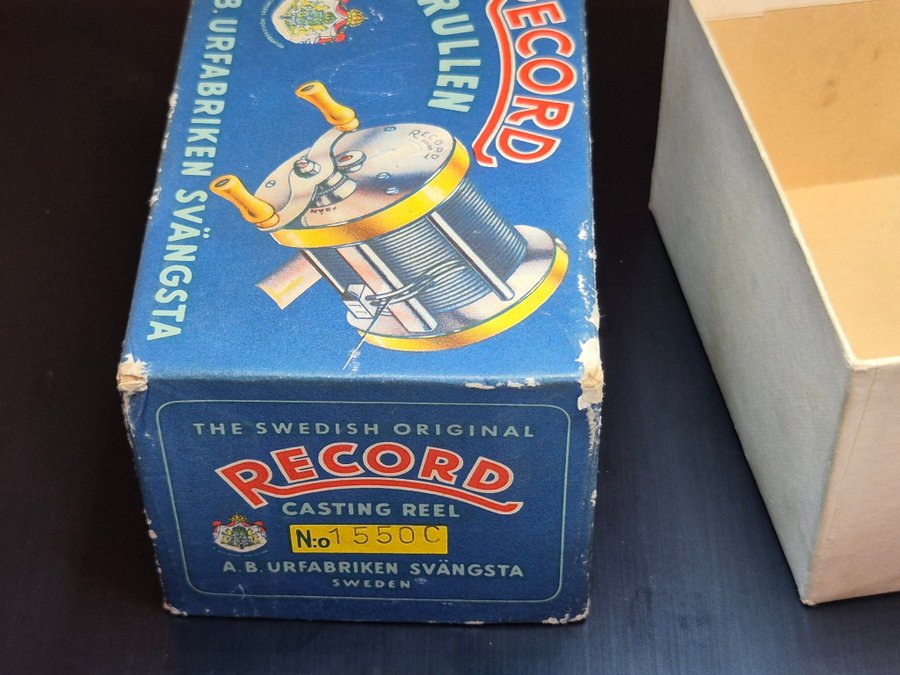 RECORD
RULLEN
B. URFABRIKEN SVÄNGSTA
RECORD
THE SWEDISH ORIGINAL
RECORD
CASTING REEL
N:o 1550C
A.B. URFABRIKEN SVÄNGSTA
SWEDEN